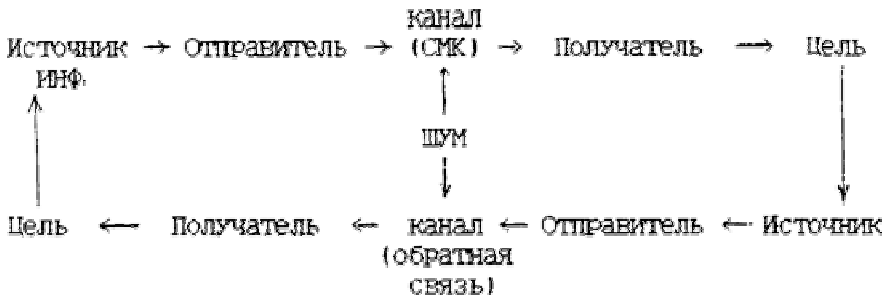 канал
Источник → Отправитель → (СМК) → Получатель → Цель
ИНФ.
ШУМ
Цель ← Получатель ← канал ← Отправитель ← Источник
(обратная
связь)